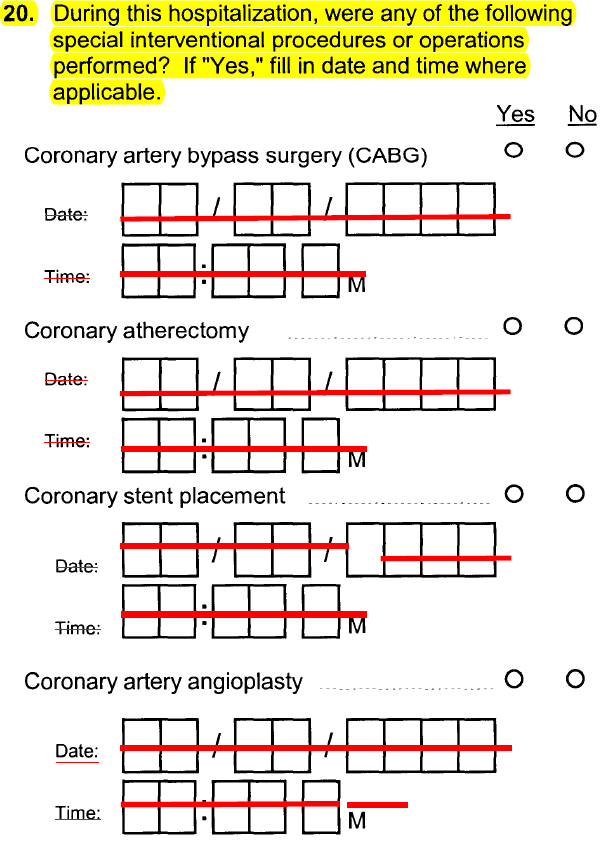 20. During this hospitalization, were any of the following
special interventional procedures or operations
performed? If "Yes," fill in date and time where
applicable.
Yes No
Coronary artery bypass surgery (CABG)
Date: / /
Time: : M
Coronary atherectomy
Date: / /
Time: : M
Coronary stent placement
Date: / /
Time: : M
Coronary artery angioplasty
Date: / /
Time: : M